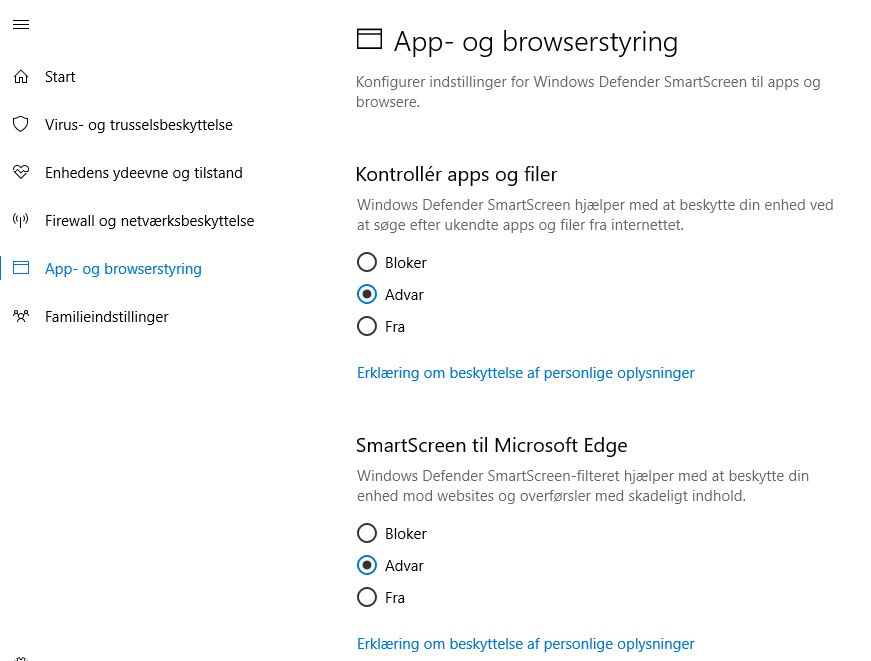 Start
Virus- og trusselsbeskyttelse
Enhedens ydeevne og tilstand
Firewall og netværksbeskyttelse
App- og browserstyring
Familieindstillinger
App- og browserstyring
Konfigurer indstillinger for Windows Defender SmartScreen til apps og
browsere.
Kontrollér apps og filer
Windows Defender SmartScreen hjælper med at beskytte din enhed ved
at søge efter ukendte apps og filer fra internettet.
Bloker
Advar
Fra
Erklæring om beskyttelse af personlige oplysninger
SmartScreen til Microsoft Edge
Windows Defender SmartScreen-filteret hjælper med at beskytte din
enhed mod websites og overførsler med skadeligt indhold.
Bloker
Advar
Fra
Erklæring om beskyttelse af personlige oplysninger